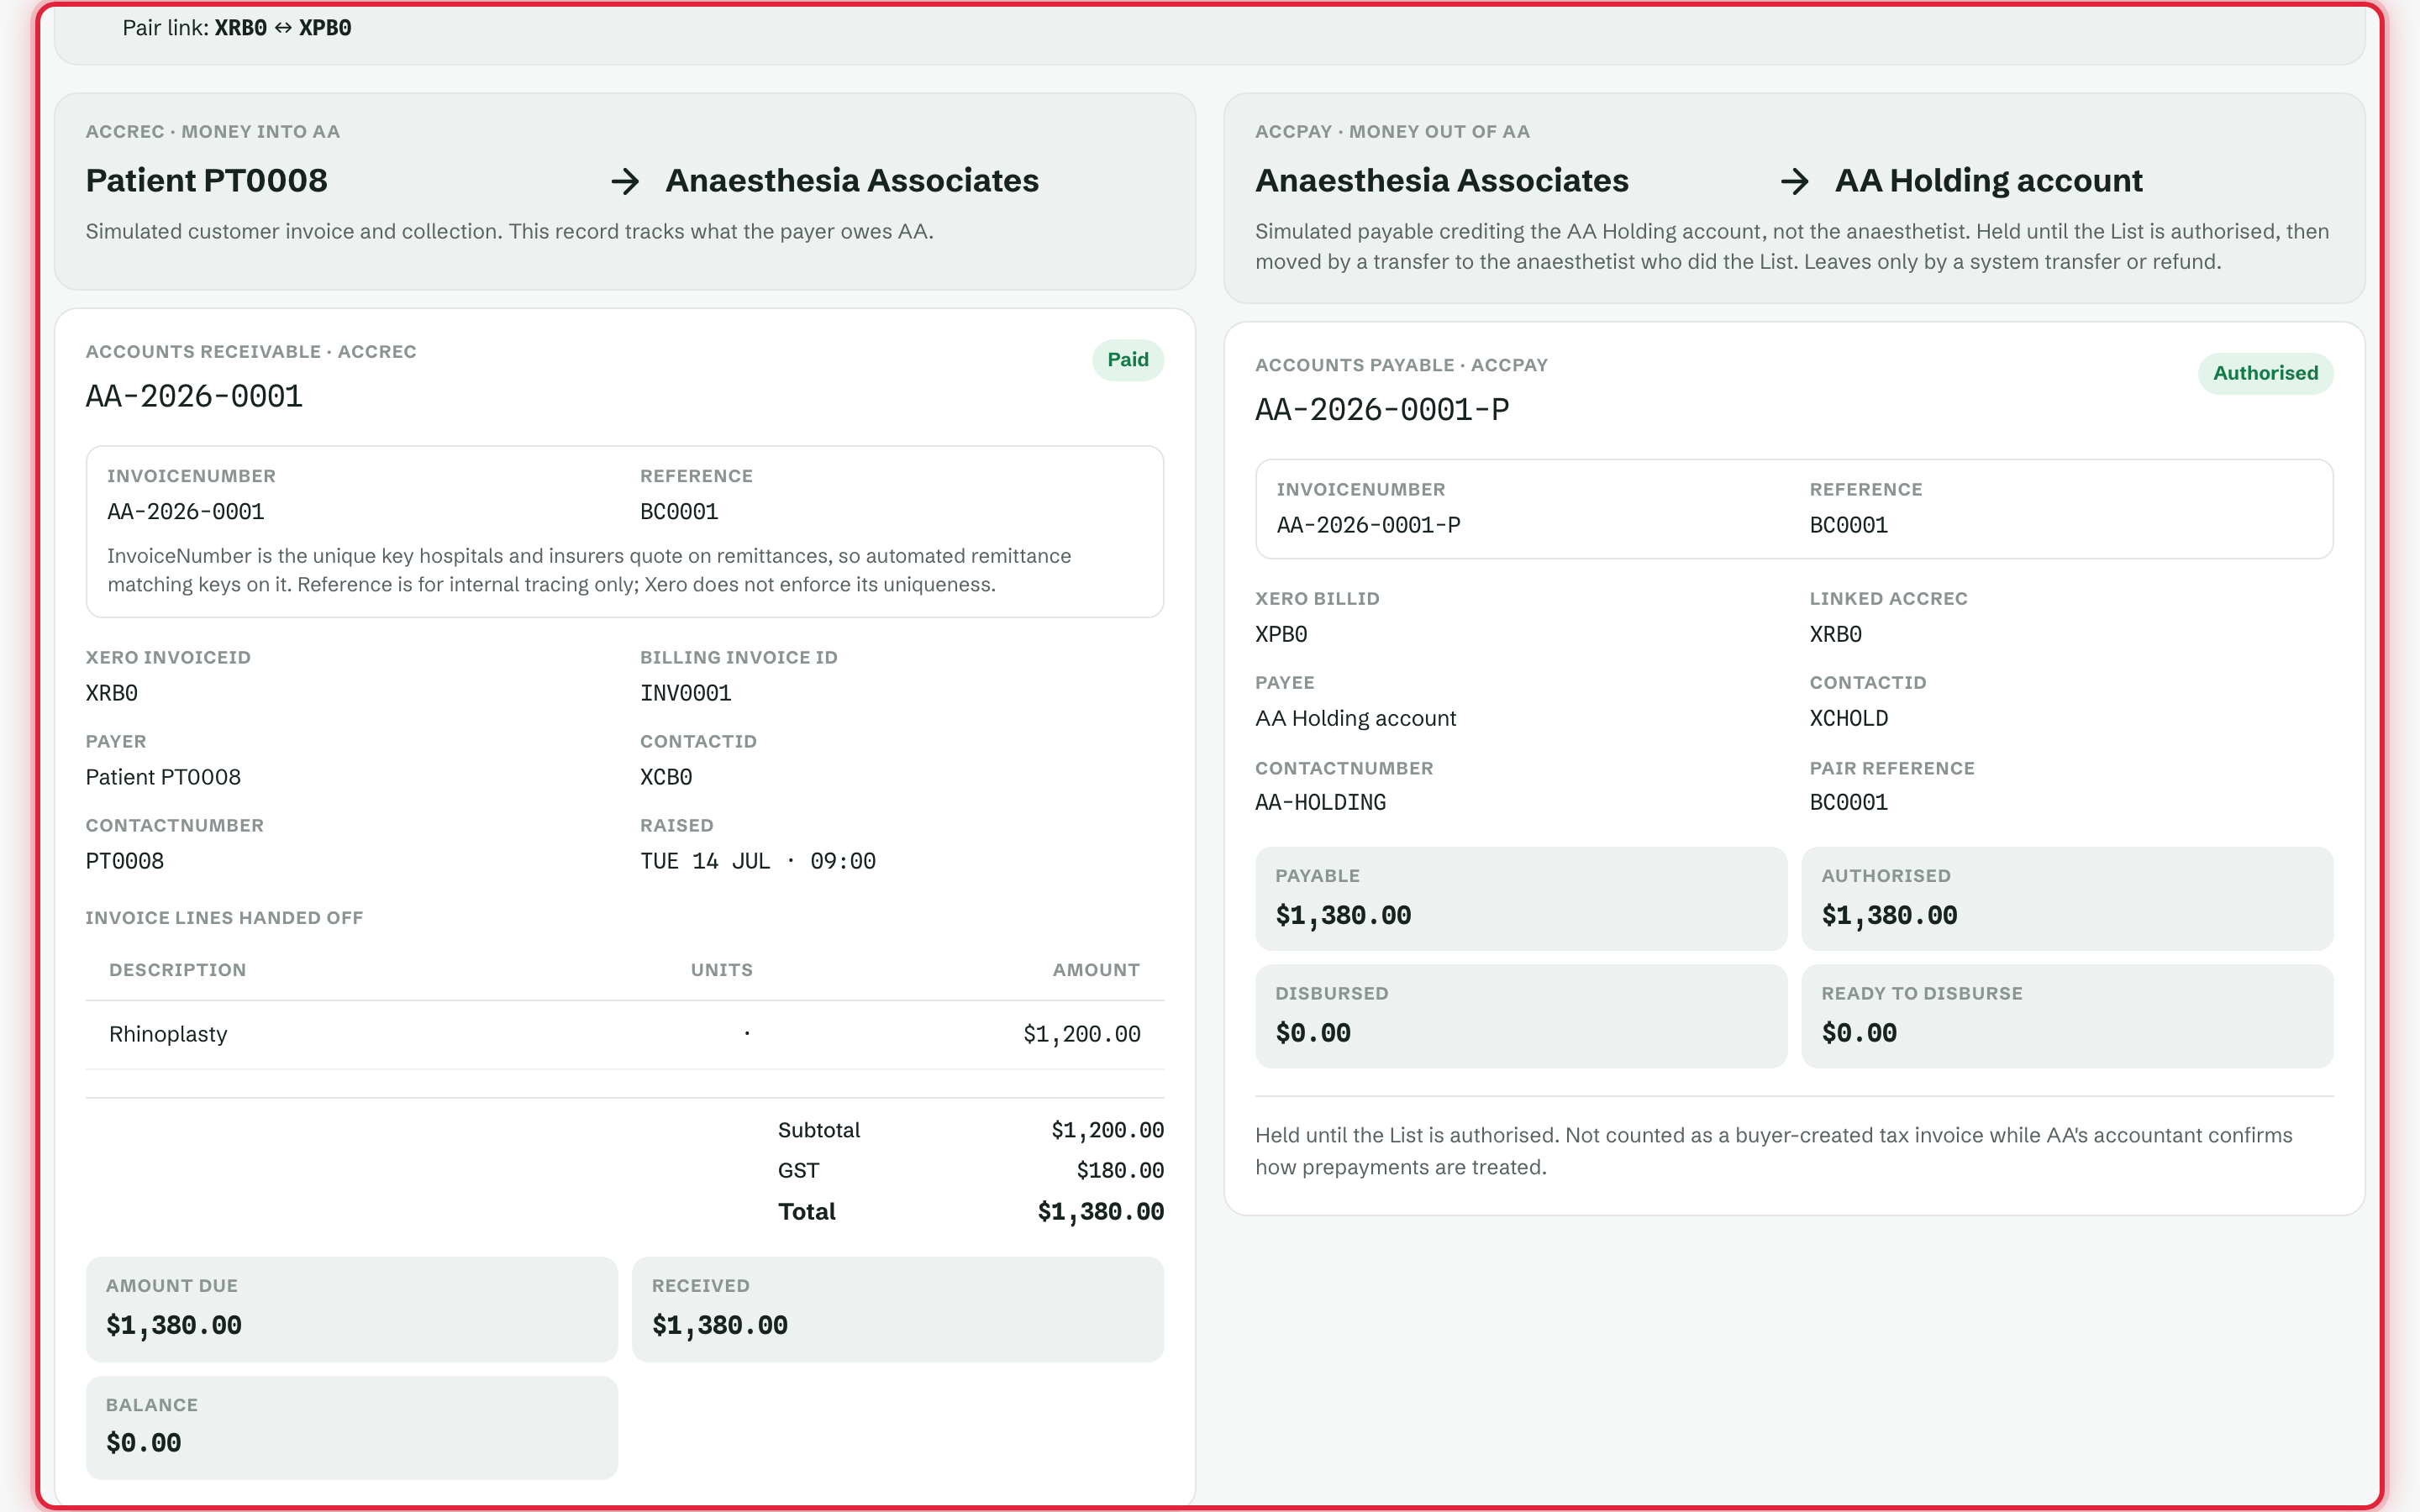 Pair link: XRB0 ↔ XPB0
ACCREC · MONEY INTO AA
Patient PT0008 → Anaesthesia Associates
Simulated customer invoice and collection. This record tracks what the payer owes AA.
ACCOUNTS RECEIVABLE · ACCREC
Paid
AA-2026-0001
INVOICENUMBER REFERENCE
AA-2026-0001 BC0001
InvoiceNumber is the unique key hospitals and insurers quote on remittances, so automated remittance
matching keys on it. Reference is for internal tracing only; Xero does not enforce its uniqueness.
XERO INVOICEID BILLING INVOICE ID
XRB0 INV0001
PAYER CONTACTID
Patient PT0008 XCB0
CONTACTNUMBER RAISED
PT0008 TUE 14 JUL · 09:00
INVOICE LINES HANDED OFF
DESCRIPTION UNITS AMOUNT
Rhinoplasty · $1,200.00
Subtotal $1,200.00
GST $180.00
Total $1,380.00
AMOUNT DUE RECEIVED
$1,380.00 $1,380.00
BALANCE
$0.00
ACCPAY · MONEY OUT OF AA
Anaesthesia Associates → AA Holding account
Simulated payable crediting the AA Holding account, not the anaesthetist. Held until the List is authorised, then
moved by a transfer to the anaesthetist who did the List. Leaves only by a system transfer or refund.
ACCOUNTS PAYABLE · ACCPAY
Authorised
AA-2026-0001-P
INVOICENUMBER REFERENCE
AA-2026-0001-P BC0001
XERO BILLID LINKED ACCREC
XPB0 XRB0
PAYEE CONTACTID
AA Holding account XCHOLD
CONTACTNUMBER PAIR REFERENCE
AA-HOLDING BC0001
PAYABLE AUTHORISED
$1,380.00 $1,380.00
DISBURSED READY TO DISBURSE
$0.00 $0.00
Held until the List is authorised. Not counted as a buyer-created tax invoice while AA's accountant confirms
how prepayments are treated.